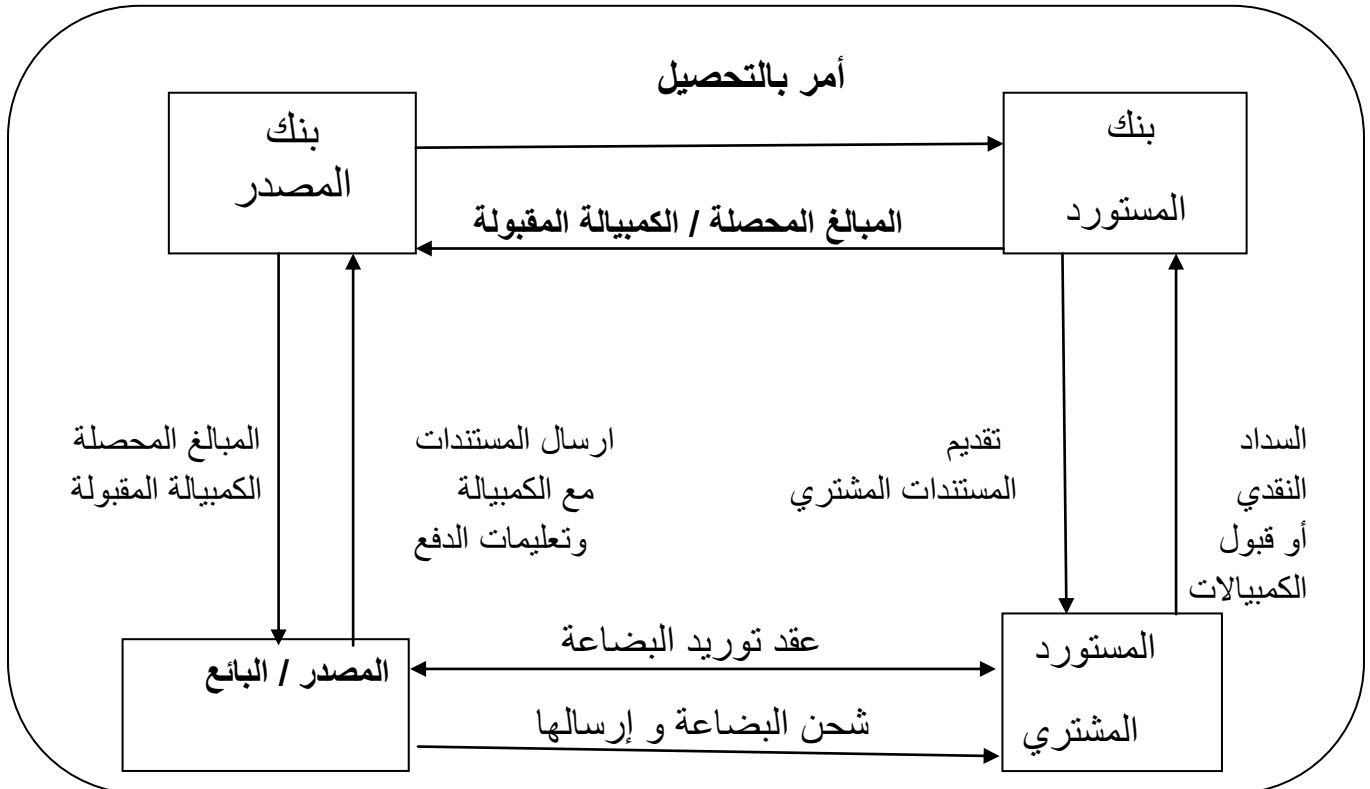 أمر بالتحصيل
بنك
المستورد
بنك
المصدر
المبالغ المحصلة / الكمبيالة المقبولة
السداد
النقدي
أو قبول
الكمبيالات
تقديم
المستندات المشتري
ارسال المستندات
مع الكمبيالة
وتعليمات الدفع
المبالغ المحصلة
الكمبيالة المقبولة
المستورد
المشتري
عقد توريد البضاعة
شحن البضاعة و إرسالها
المصدر / البائع